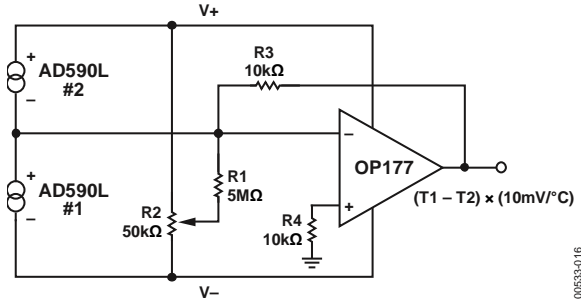 V+
+
AD590L
#2
–
+
AD590L
#1
–
R3
10kΩ
R1
5MΩ
R2
50kΩ
R4
10kΩ
–
OP177
+
(T1 – T2) × (10mV/°C)
V–
00533-016